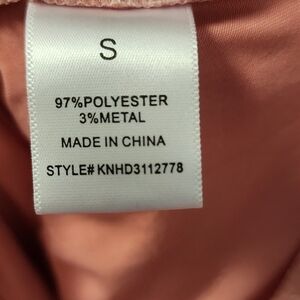 S
97%POLYESTER
3%METAL
MADE IN CHINA
STYLE# KNHD3112778